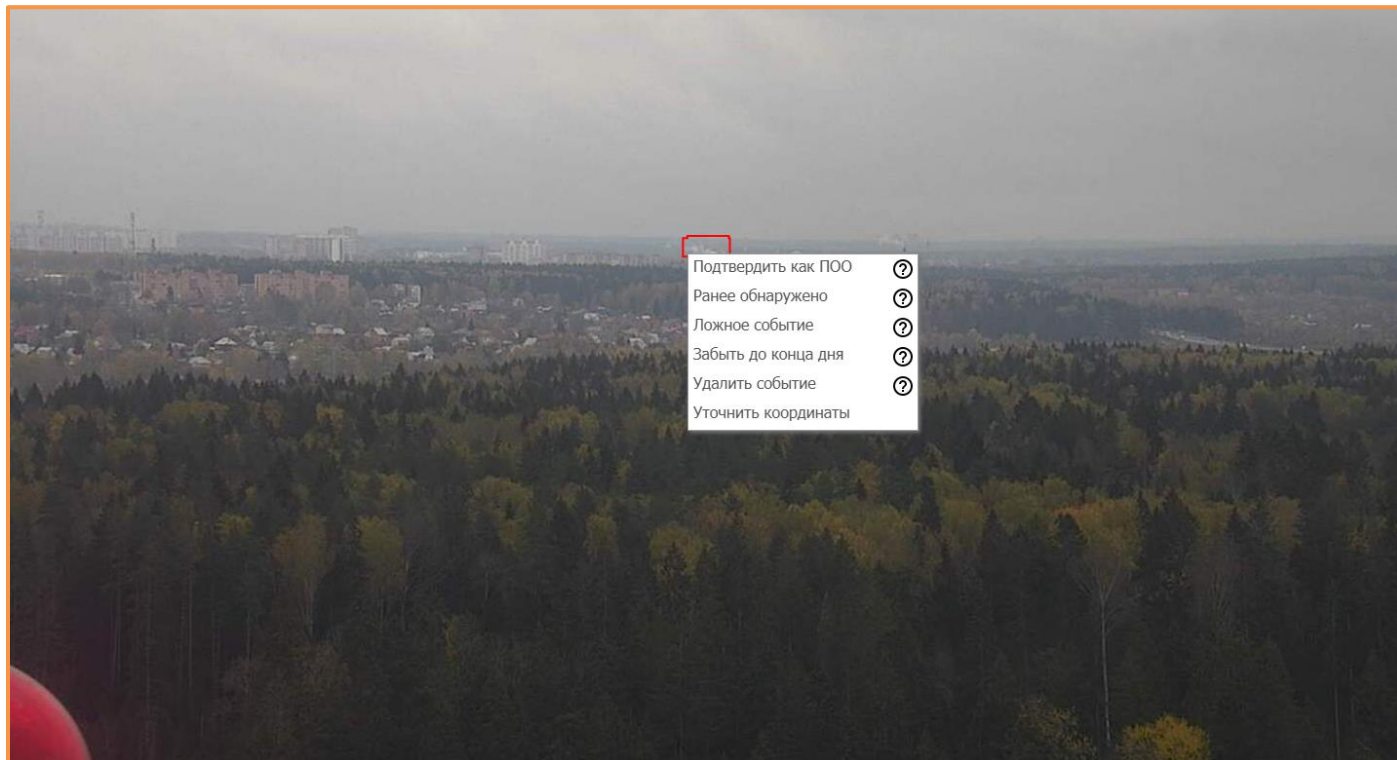 Подтвердить как ПОО
Ранее обнаружено
Ложное событие
Забыть до конца дня
Удалить событие
Уточнить координаты